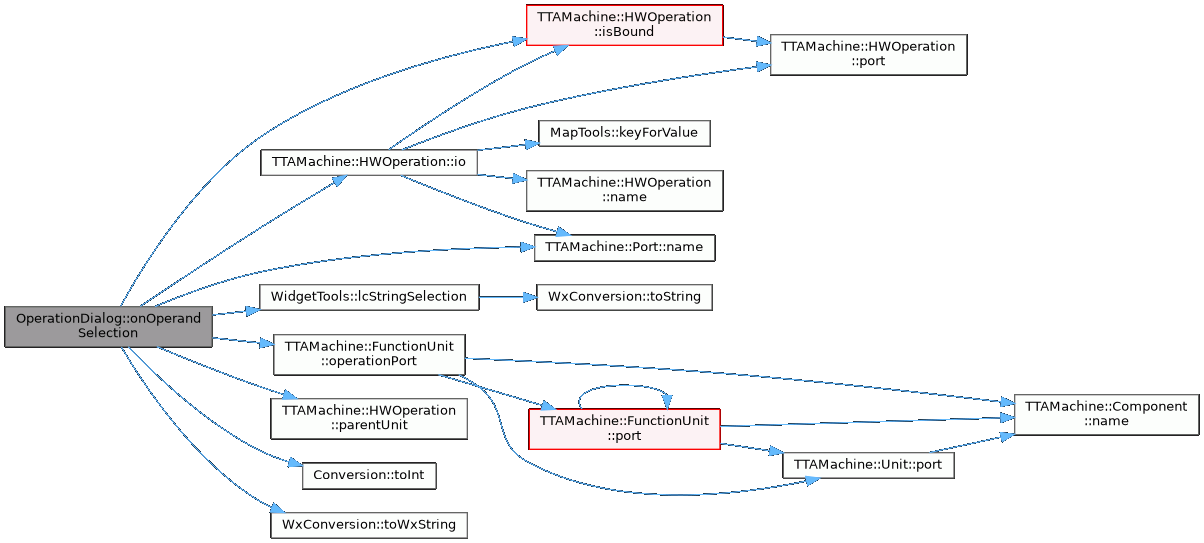 TTAMachine::HWOperation
::isBound
TTAMachine::HWOperation
::port
MapTools::keyForValue
TTAMachine::HWOperation::io
TTAMachine::HWOperation
::name
TTAMachine::Port::name
WidgetTools::lcStringSelection
WxConversion::toString
OperationDialog::onOperand
Selection
TTAMachine::FunctionUnit
::operationPort
TTAMachine::HWOperation
::parentUnit
TTAMachine::FunctionUnit
::port
TTAMachine::Component
::name
TTAMachine::Unit::port
Conversion::toInt
WxConversion::toWxString